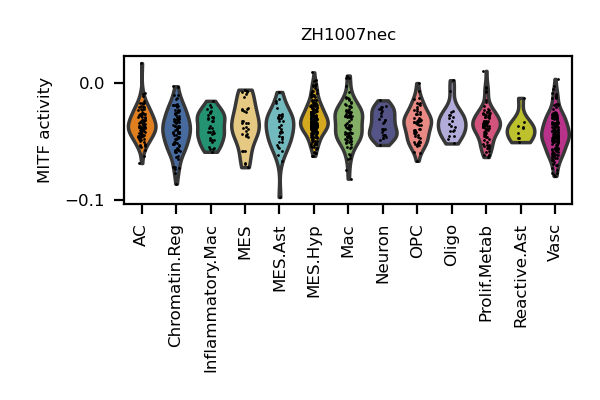 ZH1007nec
MITF activity
0.0
−0.1
AC
Chromatin.Reg
Inflammatory.Mac
MES
MES.Ast
MES.Hyp
Mac
Neuron
OPC
Oligo
Prolif.Metab
Reactive.Ast
Vasc